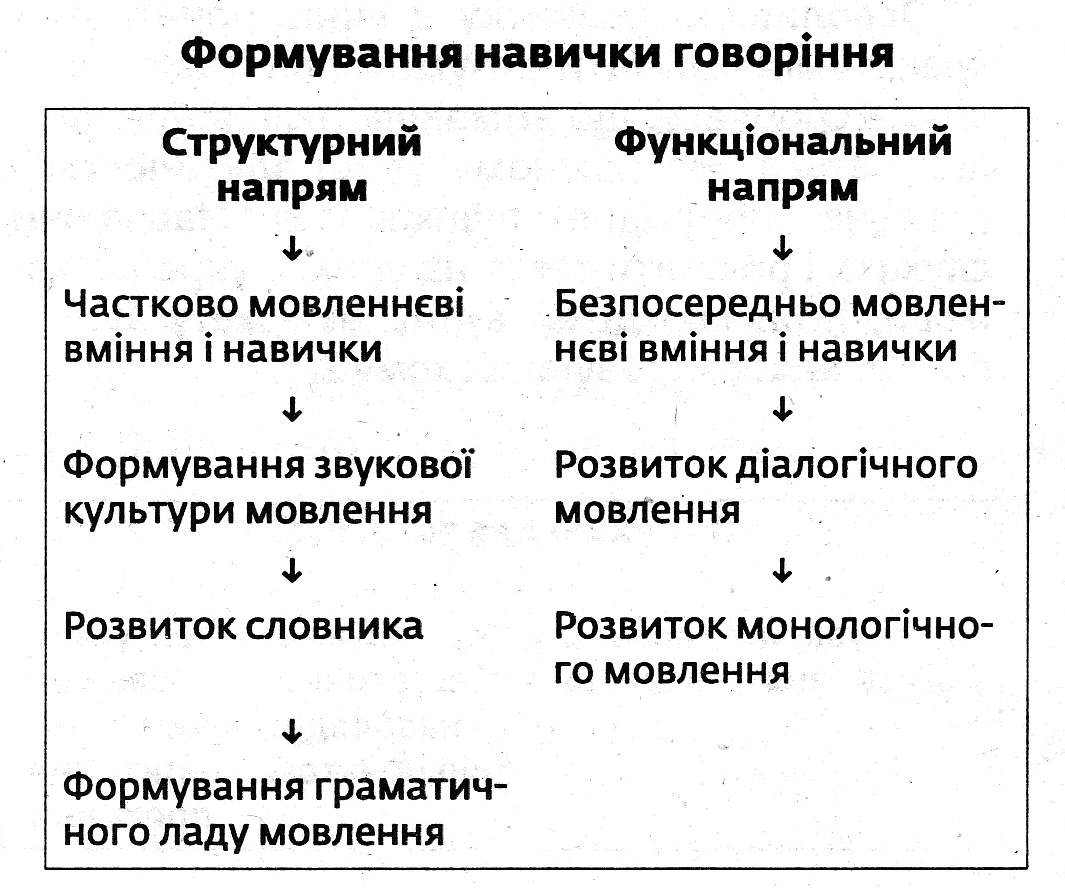 Формування навички говоріння
Структурний
напрям
↓
Частково мовленнєві
вміння і навички
↓
Формування звукової
культури мовлення
↓
Розвиток словника
↓
Формування граматич-
ного ладу мовлення
Функціональний
напрям
↓
Безпосередньо мовлен-
нєві вміння і навички
↓
Розвиток діалогічного
мовлення
↓
Розвиток монологічно-
го мовлення